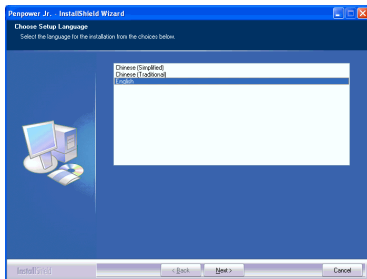 Penpower Jr. - InstallShield Wizard
Choose Setup Language
Select the language for the installation from the choices below.
Chinese (Simplified)
Chinese (Traditional)
English
InstallShield
< Back
Next >
Cancel